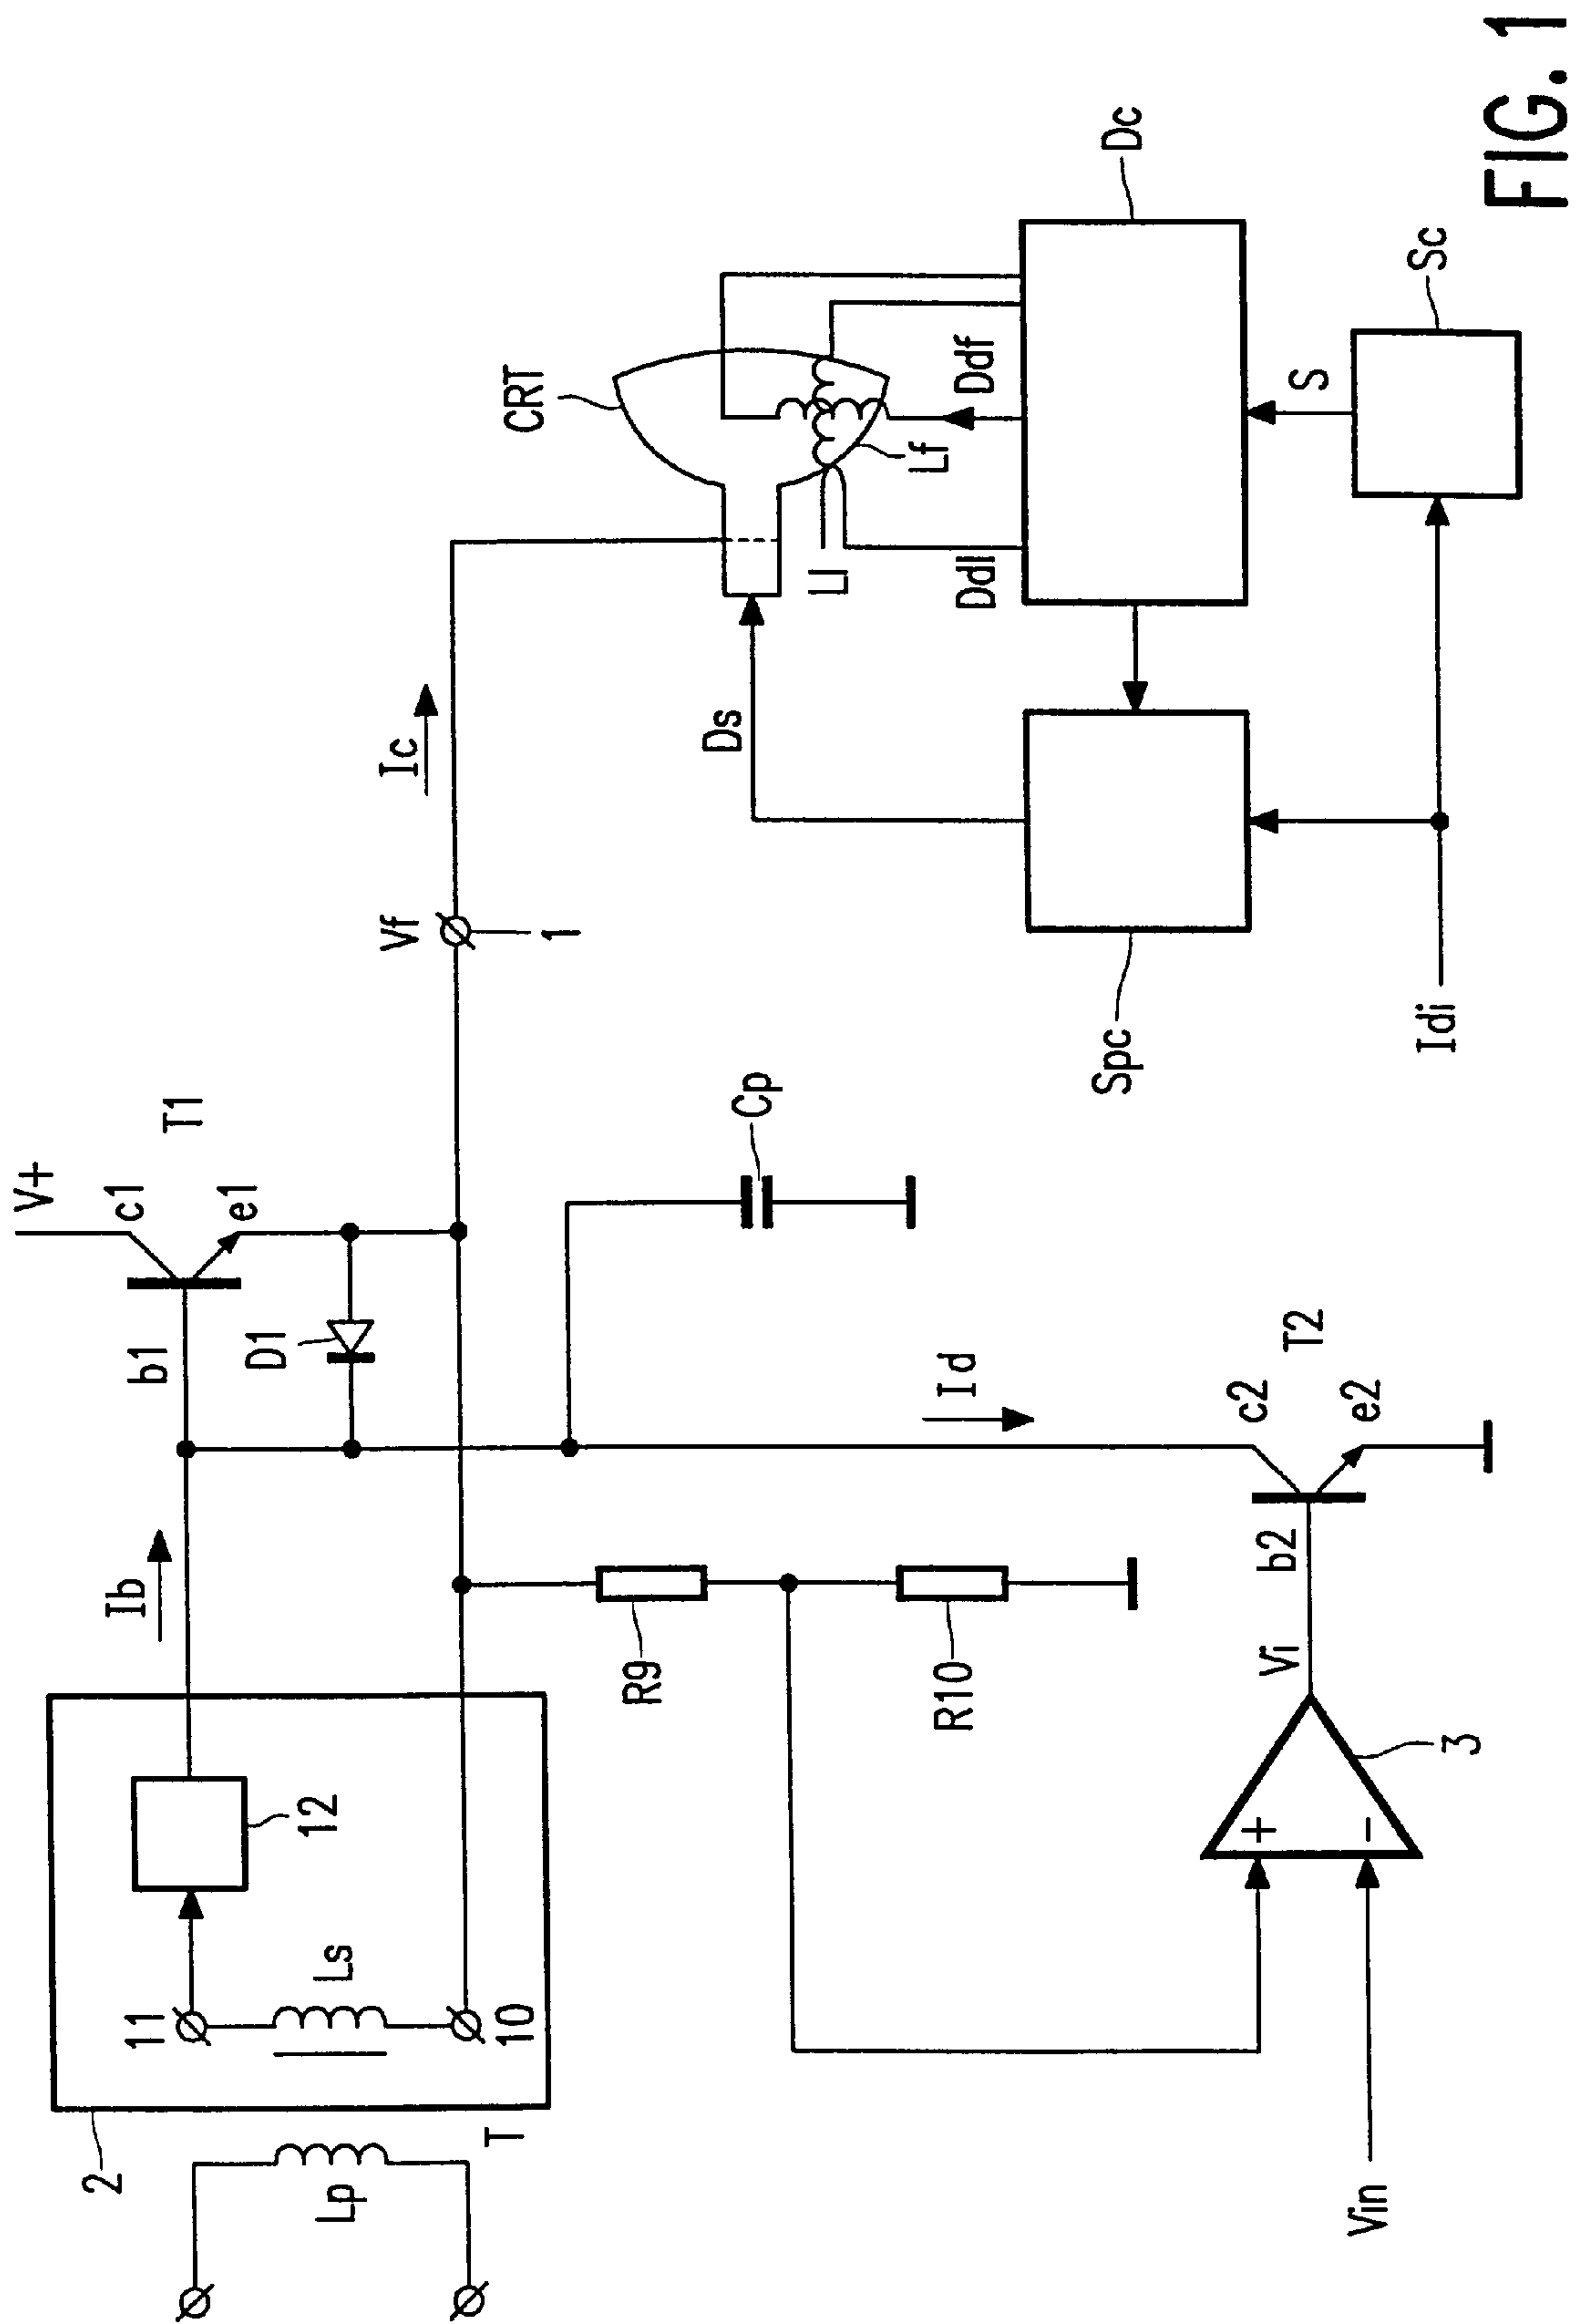 V+
c1
T1
b1
e1
Ib
D1
11
12
Ls
10
2
Lp
T
Vf
1
Ic
R9
Cp
CRT
R10
Id
Ds
Ll
Lf
Vi
b2
c2
T2
e2
3
+
-
Vin
Ddl
Ddf
Dc
Spc
S
Sc
Idi
FIG. 1